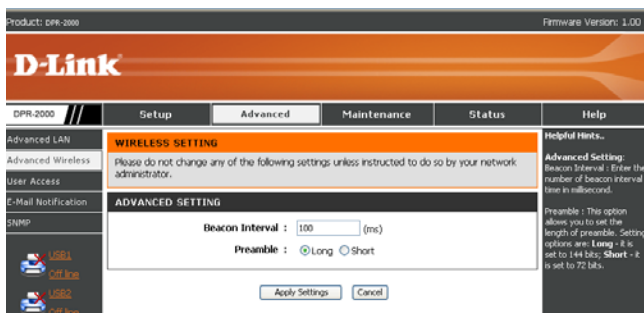 Product: DPR-2000
Firmware Version: 1.00
D-Link
DPR-2000
Setup
Advanced
Maintenance
Status
Help
Advanced LAN
Advanced Wireless
User Access
E-Mail Notification
SNMP
USB1
Off line
USB2
Off line
WIRELESS SETTING
Please do not change any of the following settings unless instructed to do so by your network
administrator.
ADVANCED SETTING
Beacon Interval : 100 (ms)
Preamble : Long Short
Apply Settings Cancel
Helpful Hints..
Advanced Setting:
Beacon Interval : Enter the
number of beacon interval
time in millisecond.
Preamble : This option
allows you to set the
length of preamble. Setting
options are: Long - it is
set to 144 bits; Short - it
is set to 72 bits.